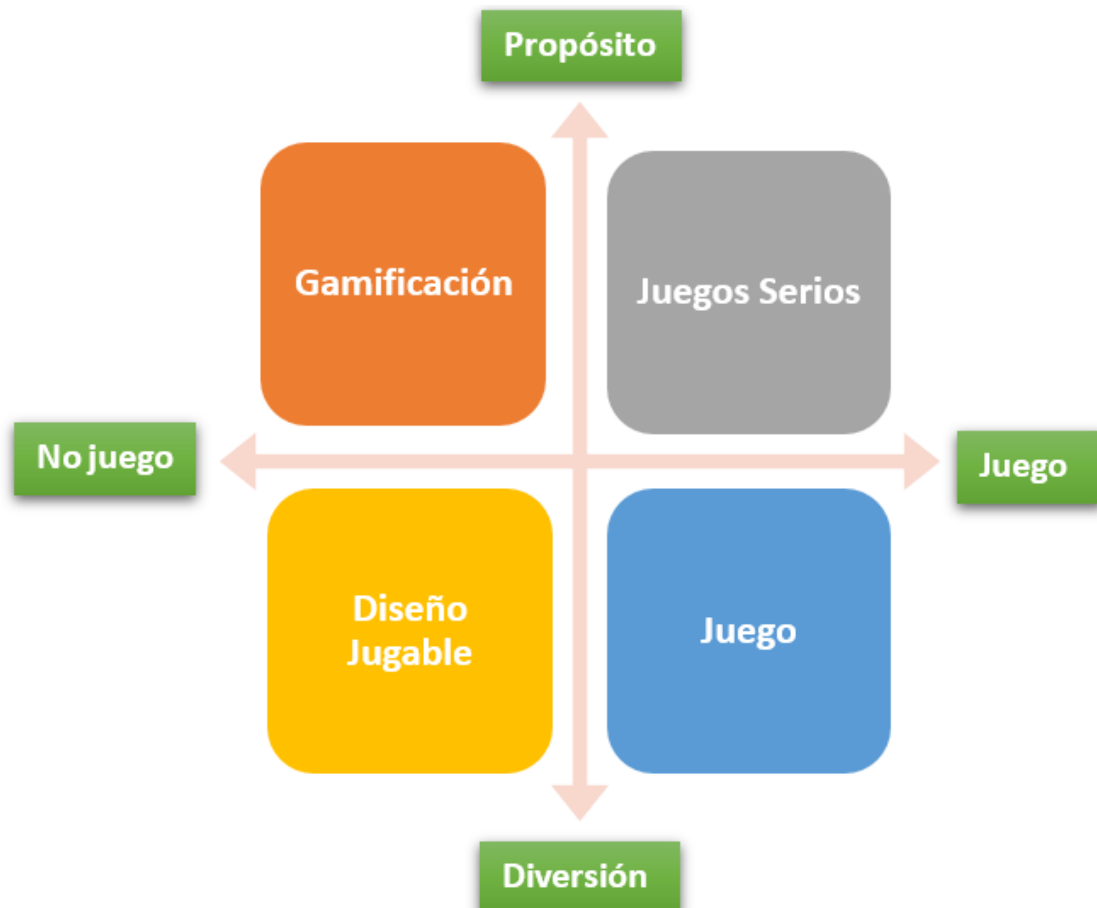 Propósito
Gamificación
Juegos Serios
No juego
Juego
Diseño
Jugable
Juego
Diversión